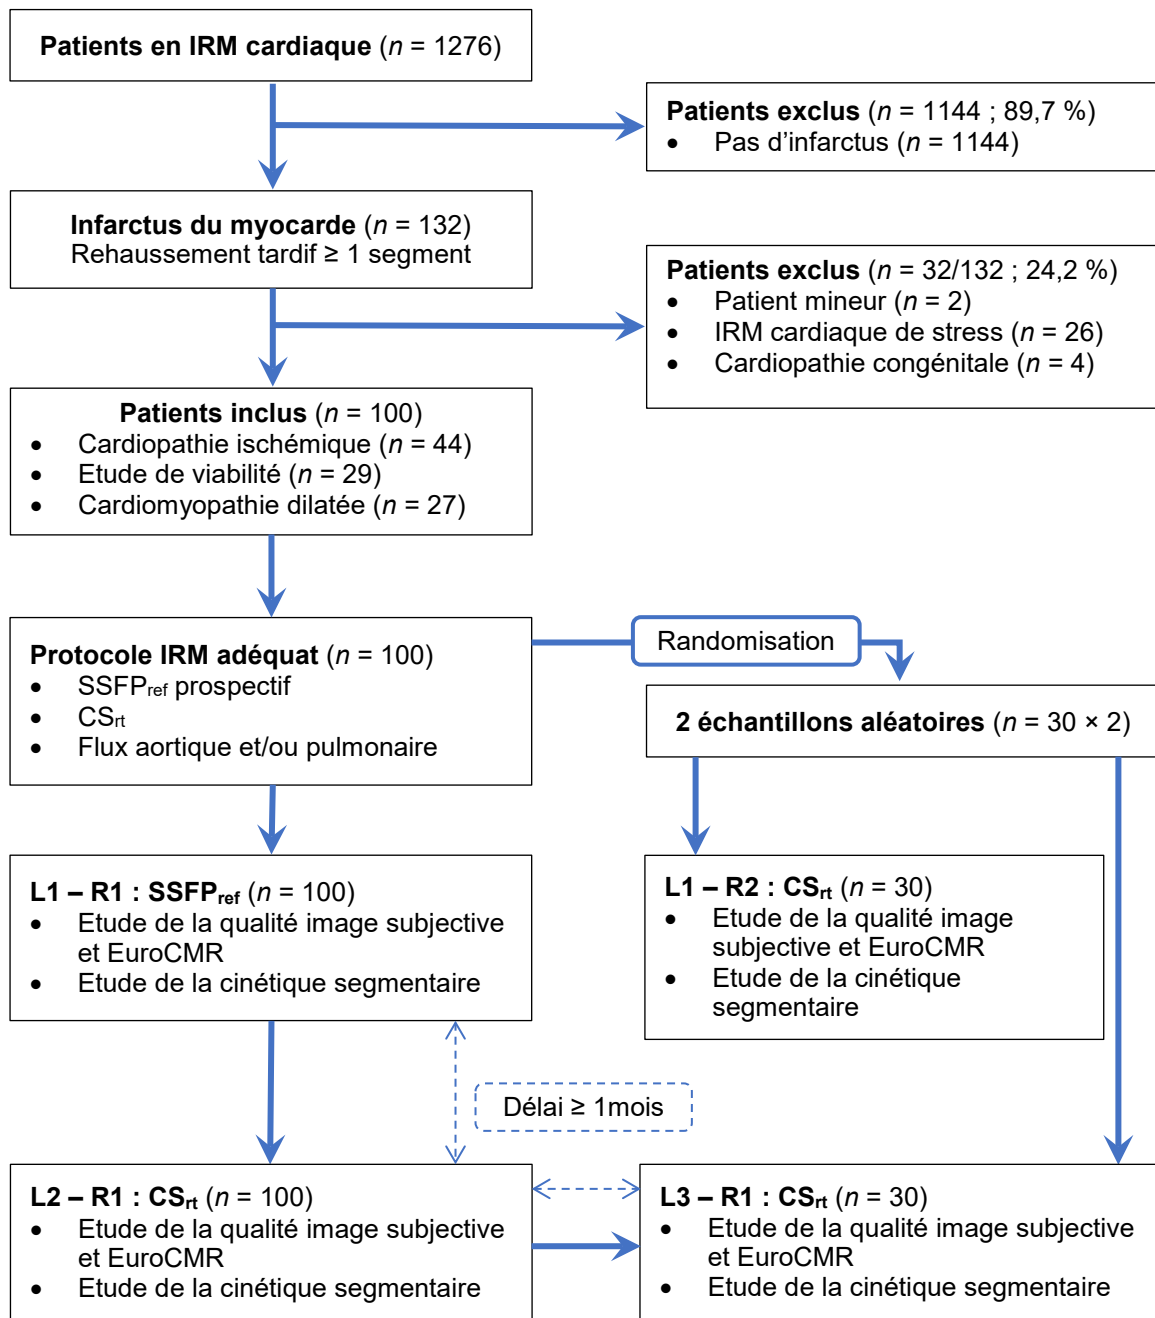 Patients en IRM cardiaque (n = 1276)
Patients exclus (n = 1144 ; 89,7 %)
• Pas d’infarctus (n = 1144)
Infarctus du myocarde (n = 132)
Rehaussement tardif ≥ 1 segment
Patients exclus (n = 32/132 ; 24,2 %)
• Patient mineur (n = 2)
• IRM cardiaque de stress (n = 26)
• Cardiopathie congénitale (n = 4)
Patients inclus (n = 100)
• Cardiopathie ischémique (n = 44)
• Etude de viabilité (n = 29)
• Cardiomyopathie dilatée (n = 27)
Protocole IRM adéquat (n = 100)
• SSFPref prospectif
• CSrt
• Flux aortique et/ou pulmonaire
Randomisation
2 échantillons aléatoires (n = 30 × 2)
L1 – R1 : SSFPref (n = 100)
• Etude de la qualité image subjective
et EuroCMR
• Etude de la cinétique segmentaire
L1 – R2 : CSrt (n = 30)
• Etude de la qualité image
subjective et EuroCMR
• Etude de la cinétique
segmentaire
Délai ≥ 1mois
L2 – R1 : CSrt (n = 100)
• Etude de la qualité image subjective
et EuroCMR
• Etude de la cinétique segmentaire
L3 – R1 : CSrt (n = 30)
• Etude de la qualité image subjective
et EuroCMR
• Etude de la cinétique segmentaire